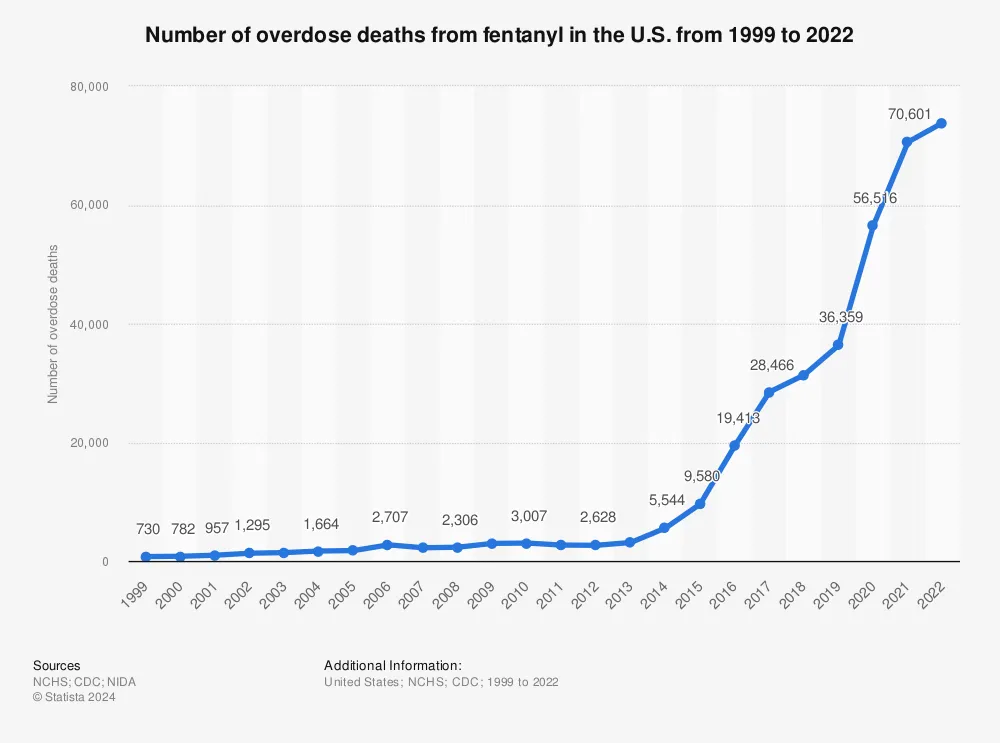 Number of overdose deaths from fentanyl in the U.S. from 1999 to 2022
80,000
60,000
40,000
20,000
0
Number of overdose deaths
730 782 957 1,295 1,664 2,707 2,306 3,007 2,628 5,544 9,580 19,413 28,466 36,359 56,516 70,601
1999 2000 2001 2002 2003 2004 2005 2006 2007 2008 2009 2010 2011 2012 2013 2014 2015 2016 2017 2018 2019 2020 2021 2022
Sources
NCHS; CDC; NIDA
© Statista 2024
Additional Information:
United States; NCHS; CDC; 1999 to 2022